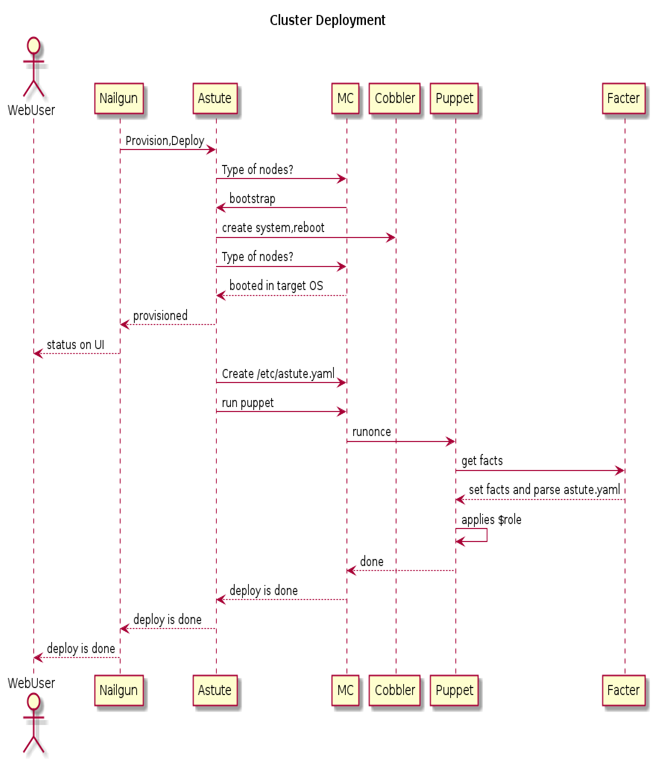 Cluster Deployment
WebUser
Nailgun Astute MC Cobbler Puppet Facter
Provision,Deploy
Type of nodes?
bootstrap
create system,reboot
Type of nodes?
booted in target OS
provisioned
status on UI
Create /etc/astute.yaml
run puppet
runonce
get facts
set facts and parse astute.yaml
applies $role
done
deploy is done
deploy is done
deploy is done
WebUser Nailgun Astute MC Cobbler Puppet Facter